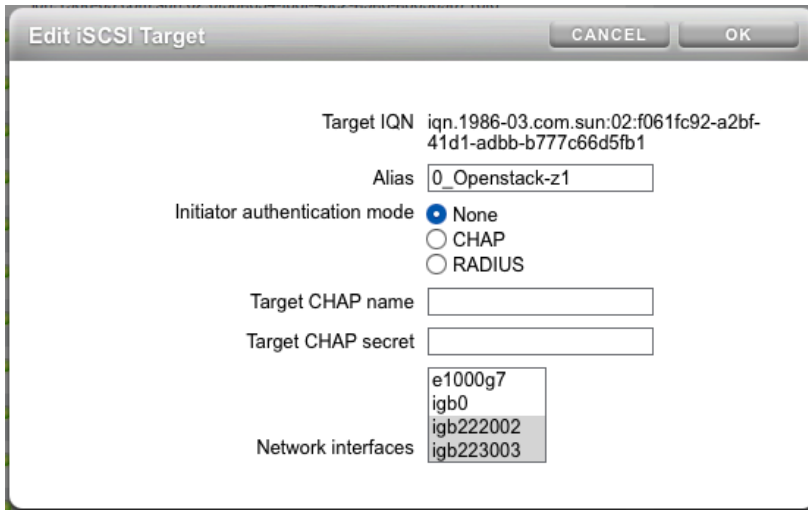 Edit iSCSI Target
CANCEL
OK
Target IQN
iqn.1986-03.com.sun:02:f061fc92-a2bf-
41d1-adbb-b777c66d5fb1
Alias
0_Openstack-z1
Initiator authentication mode
None
CHAP
RADIUS
Target CHAP name
Target CHAP secret
Network interfaces
e1000g7
igb0
igb222002
igb223003